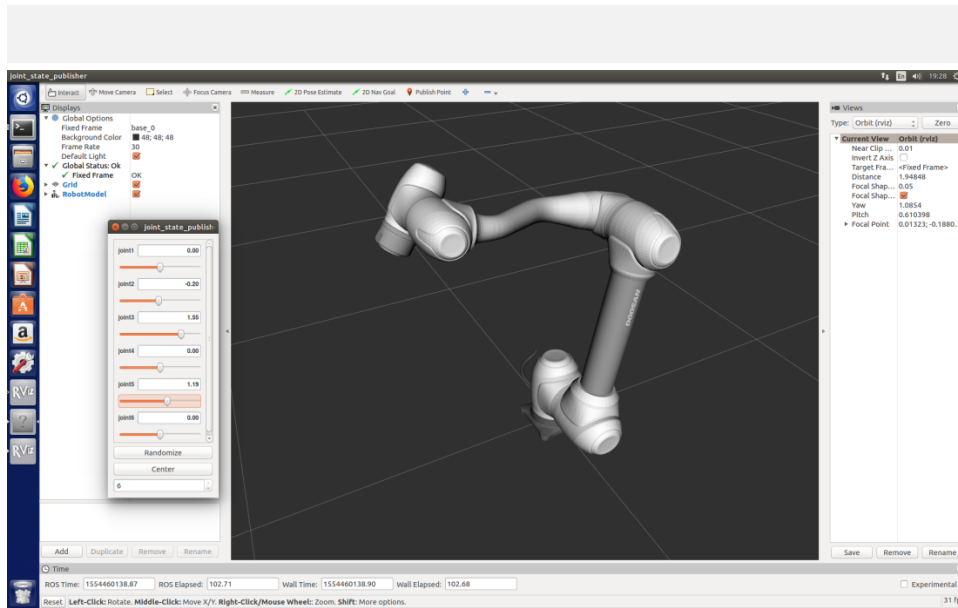 joint_state_publisher
En
19:28
Interact
Move Camera
Select
Focus Camera
Measure
2D Pose Estimate
2D Nav Goal
Publish Point
Displays
Global Options
Fixed Frame base_0
Background Color 48; 48; 48
Frame Rate 30
Default Light
Global Status: Ok
Fixed Frame OK
Grid
RobotModel
joint_state_publish
joint1 0.00
joint2 -0.20
joint3 1.55
joint4 0.00
joint5 1.19
joint6 0.00
Randomize
Center
6
Add
Duplicate
Remove
Rename
DOOSAN
Views
Type: Orbit (rviz)
Zero
Current View Orbit (rviz)
Near Clip ... 0.01
Invert Z Axis
Target Fra... <Fixed Frame>
Distance 1.94848
Focal Shap... 0.05
Focal Shap...
Yaw 1.0854
Pitch 0.610398
Focal Point 0.01323; -0.1880...
Save
Remove
Rename
RViz
?
RViz
a
Time
ROS Time: 1554460138.87
ROS Elapsed: 102.71
Wall Time: 1554460138.90
Wall Elapsed: 102.68
Experimental
Reset
Left-Click: Rotate. Middle-Click: Move X/Y. Right-Click/Mouse Wheel:: Zoom. Shift: More options.
31 fp